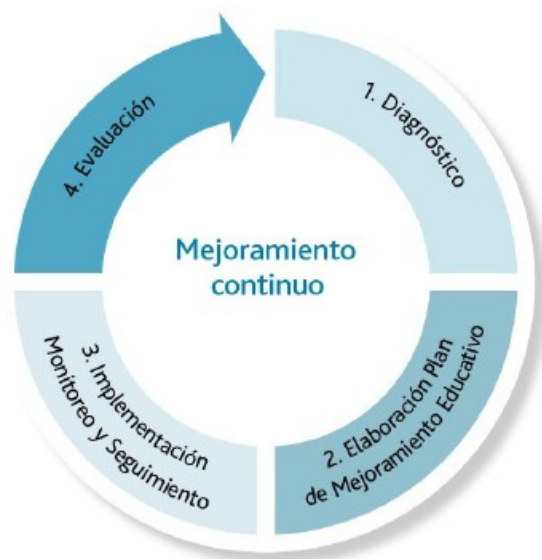 1. Diagnóstico
2. Elaboración Plan
de Mejoramiento Educativo
3. Implementación
Monitoreo y Seguimiento
4. Evaluación
Mejoramiento
continuo